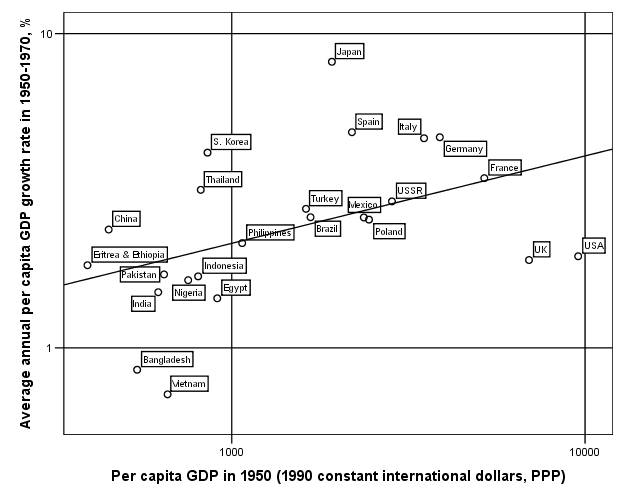 Average annual per capita GDP growth rate in 1950-1970, %
10
Japan
Spain
Italy
Germany
S. Korea
France
Thailand
USSR
Turkey
Mexico
China
Brazil
Poland
Philippines
UK
USA
Eritrea & Ethiopia
Indonesia
Pakistan
Nigeria
Egypt
India
1
Bangladesh
Vietnam
1000
10000
Per capita GDP in 1950 (1990 constant international dollars, PPP)